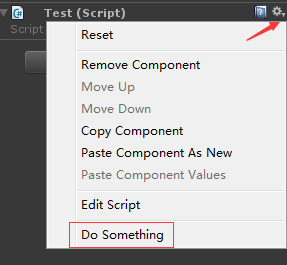 Test (Script)
Script
Reset
Remove Component
Move Up
Move Down
Copy Component
Paste Component As New
Paste Component Values
Edit Script
Do Something